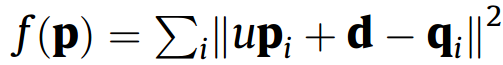 f(𝐩) = ∑ᵢ‖u𝐩ᵢ + 𝐝 − 𝐪ᵢ‖²